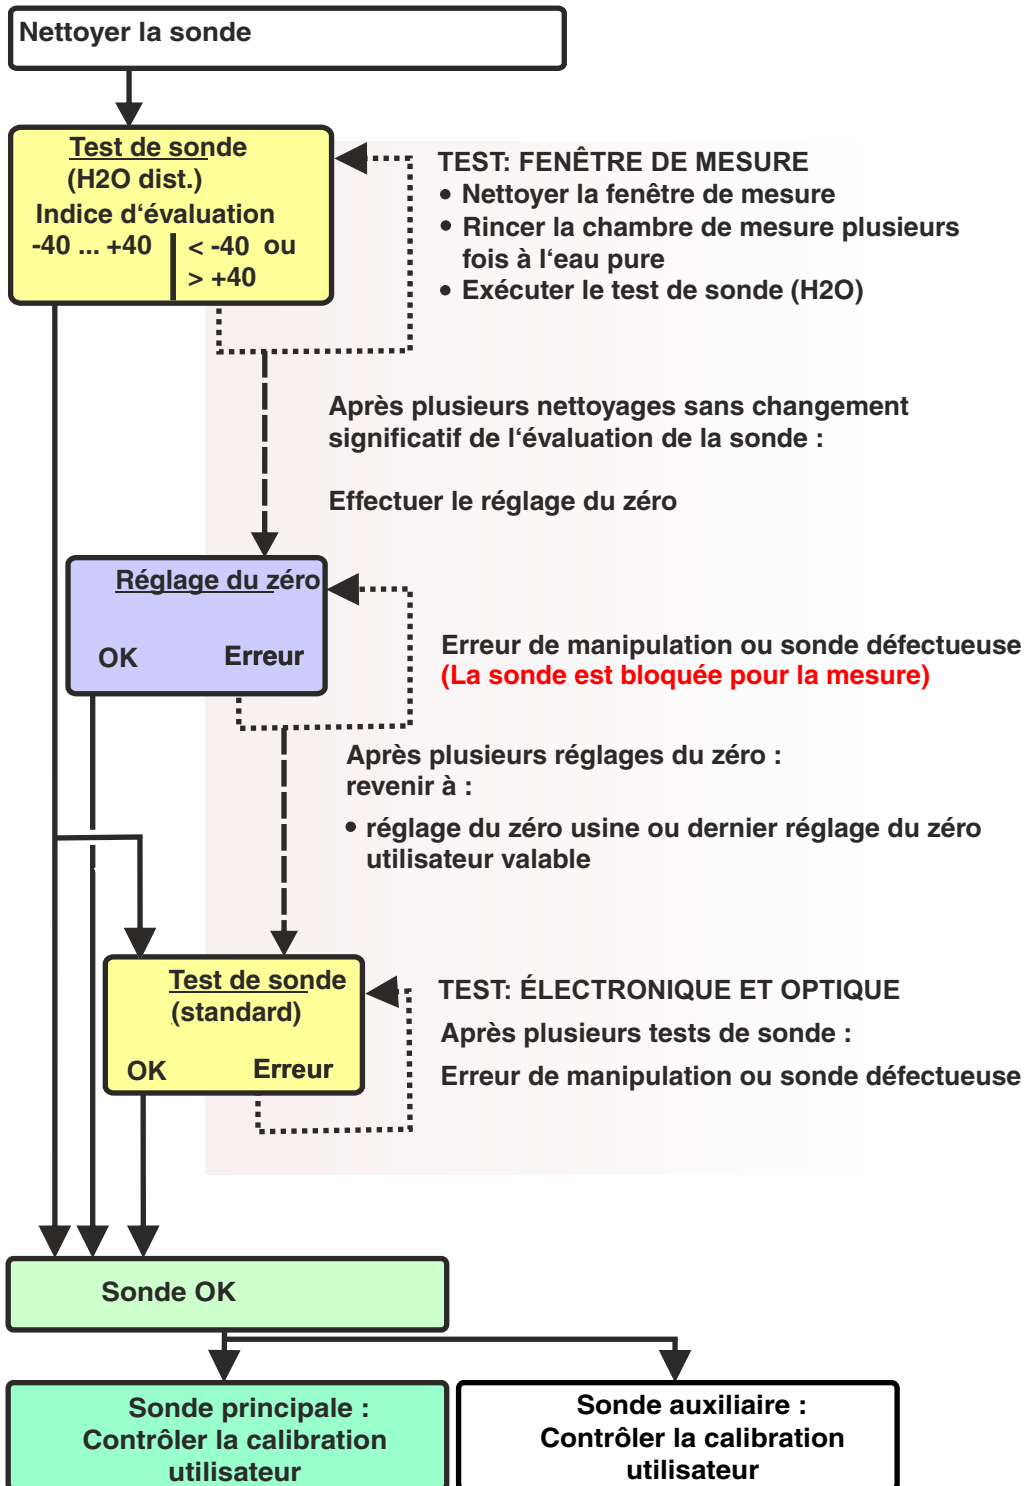 Nettoyer la sonde
Test de sonde
(H2O dist.)
Indice d‘évaluation
-40 ... +40 < -40 ou
> +40
TEST: FENÊTRE DE MESURE
• Nettoyer la fenêtre de mesure
• Rincer la chambre de mesure plusieurs
fois à l‘eau pure
• Exécuter le test de sonde (H2O)
Après plusieurs nettoyages sans changement
significatif de l‘évaluation de la sonde :
Effectuer le réglage du zéro
Réglage du zéro
OK Erreur
Erreur de manipulation ou sonde défectueuse
(La sonde est bloquée pour la mesure)
Après plusieurs réglages du zéro :
revenir à :
• réglage du zéro usine ou dernier réglage du zéro
utilisateur valable
Test de sonde
(standard)
OK Erreur
TEST: ÉLECTRONIQUE ET OPTIQUE
Après plusieurs tests de sonde :
Erreur de manipulation ou sonde défectueuse
Sonde OK
Sonde principale :
Contrôler la calibration
utilisateur
Sonde auxiliaire :
Contrôler la calibration
utilisateur